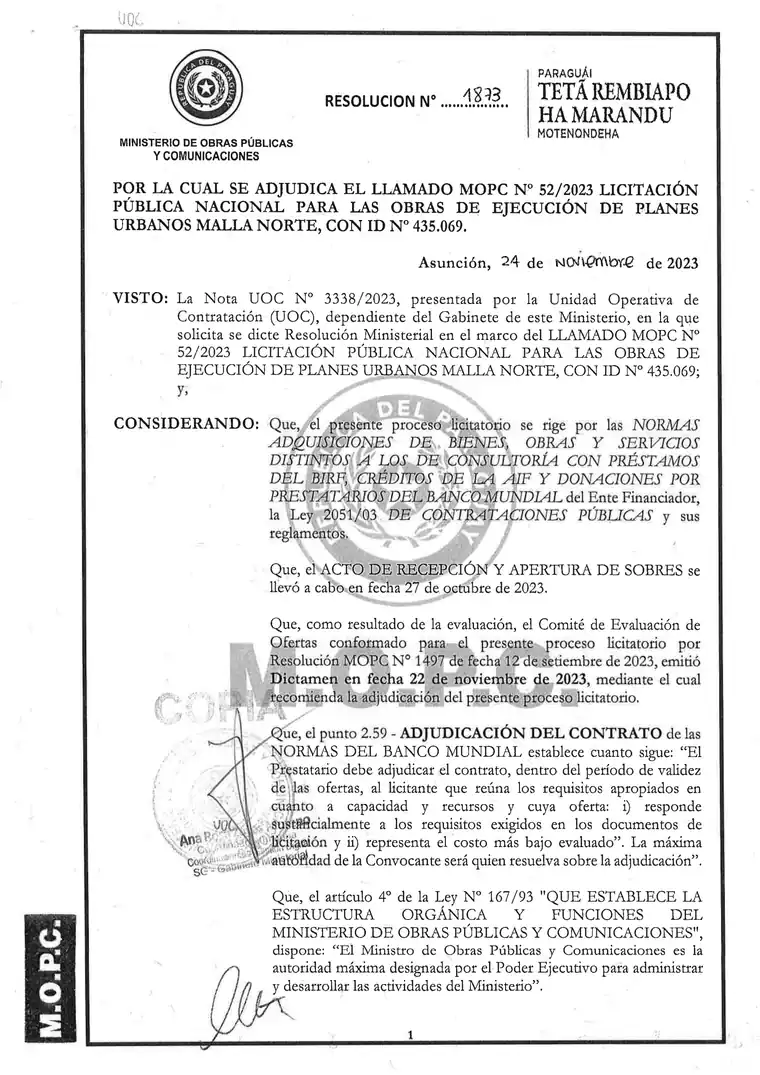 UOC
REPUBLICA DEL PARAGUAY
MINISTERIO DE OBRAS PÚBLICAS
Y COMUNICACIONES
RESOLUCION N° ....1873....
PARAGUÁI
TETÃ REMBIAPO
HA MARANDU
MOTENONDEHA
POR LA CUAL SE ADJUDICA EL LLAMADO MOPC Nº 52/2023 LICITACIÓN
PÚBLICA NACIONAL PARA LAS OBRAS DE EJECUCIÓN DE PLANES
URBANOS MALLA NORTE, CON ID Nº 435.069.
Asunción, 24 de noviembre de 2023
VISTO: La Nota UOC N° 3338/2023, presentada por la Unidad Operativa de
Contratación (UOC), dependiente del Gabinete de este Ministerio, en la que
solicita se dicte Resolución Ministerial en el marco del LLAMADO MOPC Nº
52/2023 LICITACIÓN PÚBLICA NACIONAL PARA LAS OBRAS DE
EJECUCIÓN DE PLANES URBANOS MALLA NORTE, CON ID Nº 435.069;
y,
CONSIDERANDO: Que, el presente proceso licitatorio se rige por las NORMAS
ADQUISICIONES DE BIENES, OBRAS Y SERVICIOS
DISTINTOS A LOS DE CONSULTORÍA CON PRÉSTAMOS
DEL BIRF, CRÉDITOS DE LA AIF Y DONACIONES POR
PRESTATARIOS DEL BANCO MUNDIAL del Ente Financiador,
la Ley 2051/03 DE CONTRATACIONES PÚBLICAS y sus
reglamentos.
Que, el ACTO DE RECEPCIÓN Y APERTURA DE SOBRES se
llevó a cabo en fecha 27 de octubre de 2023.
Que, como resultado de la evaluación, el Comité de Evaluación de
Ofertas conformado para el presente proceso licitatorio por
Resolución MOPC N° 1497 de fecha 12 de setiembre de 2023, emitió
Dictamen en fecha 22 de noviembre de 2023, mediante el cual
recomienda la adjudicación del presente proceso licitatorio.
M.O.P.C.
COPIA
Que, el punto 2.59 - ADJUDICACIÓN DEL CONTRATO de las
NORMAS DEL BANCO MUNDIAL establece cuanto sigue: “El
Prestatario debe adjudicar el contrato, dentro del período de validez
de las ofertas, al licitante que reúna los requisitos apropiados en
cuanto a capacidad y recursos y cuya oferta: i) responde
sustancialmente a los requisitos exigidos en los documentos de
licitación y ii) representa el costo más bajo evaluado”. La máxima
autoridad de la Convocante será quien resuelva sobre la adjudicación”.
UOC
Ana
SG - Gabinete
Que, el artículo 4° de la Ley N° 167/93 "QUE ESTABLECE LA
ESTRUCTURA ORGÁNICA Y FUNCIONES DEL
MINISTERIO DE OBRAS PÚBLICAS Y COMUNICACIONES",
dispone: “El Ministro de Obras Públicas y Comunicaciones es la
autoridad máxima designada por el Poder Ejecutivo para administrar
y desarrollar las actividades del Ministerio”.
M.O.P.C.
1